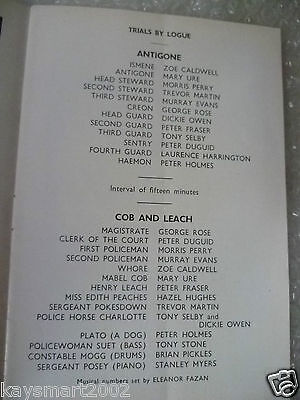 TRIALS BY LOGUE
ANTIGONE
ISMENE ZOE CALDWELL
ANTIGONE MARY URE
HEAD STEWARD MORRIS PERRY
SECOND STEWARD TREVOR MARTIN
THIRD STEWARD MURRAY EVANS
CREON GEORGE ROSE
HEAD GUARD DICKIE OWEN
SECOND GUARD PETER FRASER
THIRD GUARD TONY SELBY
SENTRY PETER DUGUID
FOURTH GUARD LAURENCE HARRINGTON
HAEMON PETER HOLMES
Interval of fifteen minutes
COB AND LEACH
MAGISTRATE GEORGE ROSE
CLERK OF THE COURT PETER DUGUID
FIRST POLICEMAN MORRIS PERRY
SECOND POLICEMAN MURRAY EVANS
WHORE ZOE CALDWELL
MABEL COB MARY URE
HENRY LEACH PETER FRASER
MISS EDITH PEACHES HAZEL HUGHES
SERGEANT POKESDOWN TREVOR MARTIN
POLICE HORSE CHARLOTTE TONY SELBY and
DICKIE OWEN
PLATO (A DOG) PETER HOLMES
POLICEWOMAN SUET (BASS) TONY STONE
CONSTABLE MOGG (DRUMS) BRIAN PICKLES
SERGEANT POSEY (PIANO) STANLEY MYERS
Musical numbers set by ELEANOR FAZAN
© kaysmart2002